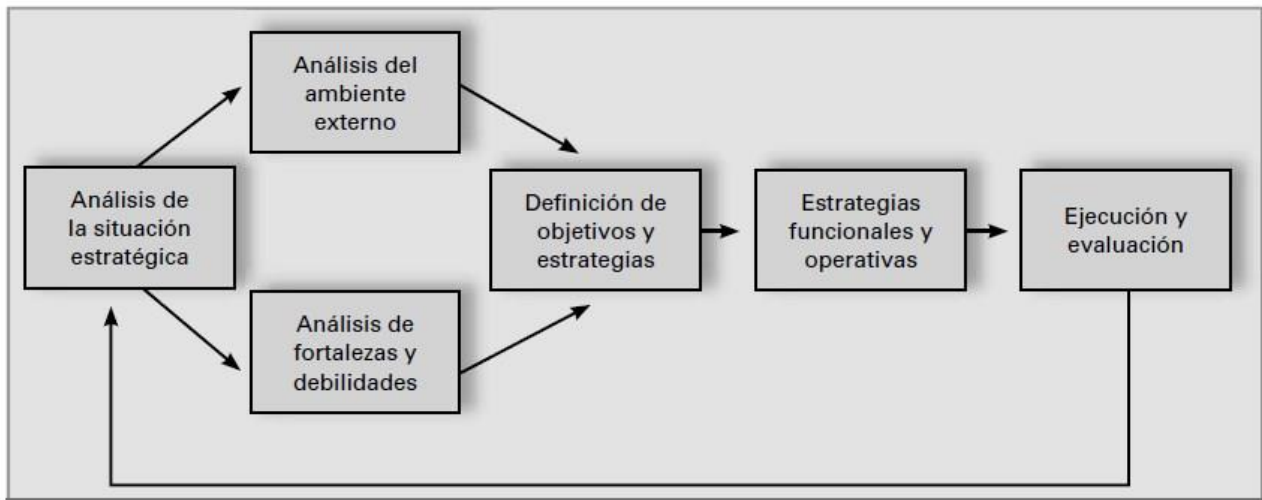 Análisis de
la situación
estratégica
Análisis del
ambiente
externo
Análisis de
fortalezas y
debilidades
Definición de
objetivos y
estrategias
Estrategias
funcionales y
operativas
Ejecución y
evaluación